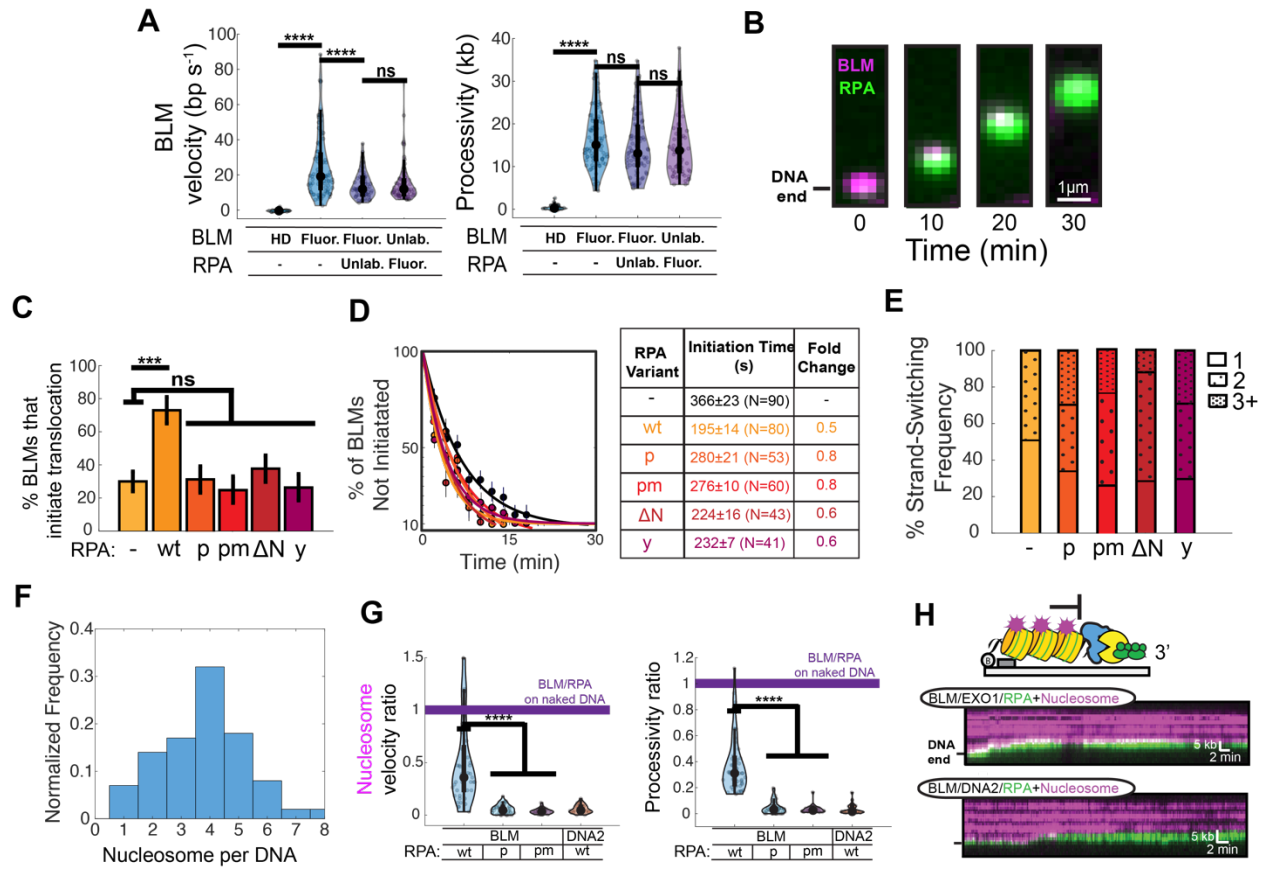 A
BLM
velocity (bp s⁻¹)
100
80
60
40
20
0
****
****
ns
BLM HD Fluor. Fluor. Unlab.
RPA - - Unlab. Fluor.
Processivity (kb)
40
30
20
10
0
****
ns
ns
BLM HD Fluor. Fluor. Unlab.
RPA - - Unlab. Fluor.
B
BLM
RPA
DNA
end
1µm
0 10 20 30
Time (min)
C
% BLMs that
initiate translocation
100
80
60
40
20
0
***
ns
RPA: - wt p pm ΔN y
D
% of BLMs
Not Initiated
100
50
10
0 15 30
Time (min)
RPA Variant Initiation Time (s) Fold Change
- 366±23 (N=90) -
wt 195±14 (N=80) 0.5
p 280±21 (N=53) 0.8
pm 276±10 (N=60) 0.8
ΔN 224±16 (N=43) 0.6
y 232±7 (N=41) 0.6
E
% Strand-Switching
Frequency
100
80
60
40
20
0
- p pm ΔN y
1
2
3+
F
Normalized Frequency
0.4
0.3
0.2
0.1
0
0 1 2 3 4 5 6 7 8
Nucleosome per DNA
G
Nucleosome
velocity ratio
1.5
1
0.5
0
BLM/RPA
on naked DNA
****
BLM DNA2
RPA: wt p pm wt
Processivity ratio
1.2
1
0.8
0.6
0.4
0.2
0
BLM/RPA
on naked DNA
****
BLM DNA2
RPA: wt p pm wt
H
B
3'
BLM/EXO1/RPA+Nucleosome
DNA
end
5 kb
2 min
BLM/DNA2/RPA+Nucleosome
5 kb
2 min